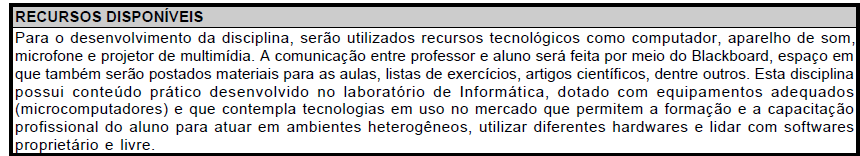 RECURSOS DISPONÍVEIS
Para o desenvolvimento da disciplina, serão utilizados recursos tecnológicos como computador, aparelho de som,
microfone e projetor de multimídia. A comunicação entre professor e aluno será feita por meio do Blackboard, espaço em
que também serão postados materiais para as aulas, listas de exercícios, artigos científicos, dentre outros. Esta disciplina
possui conteúdo prático desenvolvido no laboratório de Informática, dotado com equipamentos adequados
(microcomputadores) e que contempla tecnologias em uso no mercado que permitem a formação e a capacitação
profissional do aluno para atuar em ambientes heterogêneos, utilizar diferentes hardwares e lidar com softwares
proprietário e livre.